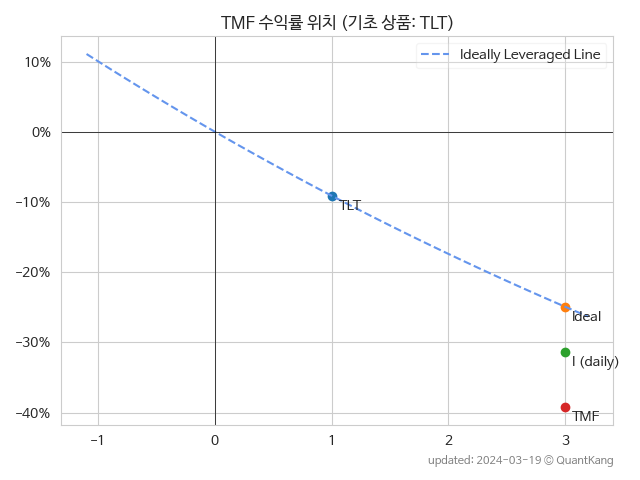 TMF 수익률 위치 (기초 상품: TLT)
Ideally Leveraged Line
10%
0%
−10%
−20%
−30%
−40%
TLT
Ideal
I (daily)
TMF
−1
0
1
2
3
updated: 2024-03-19 © QuantKang